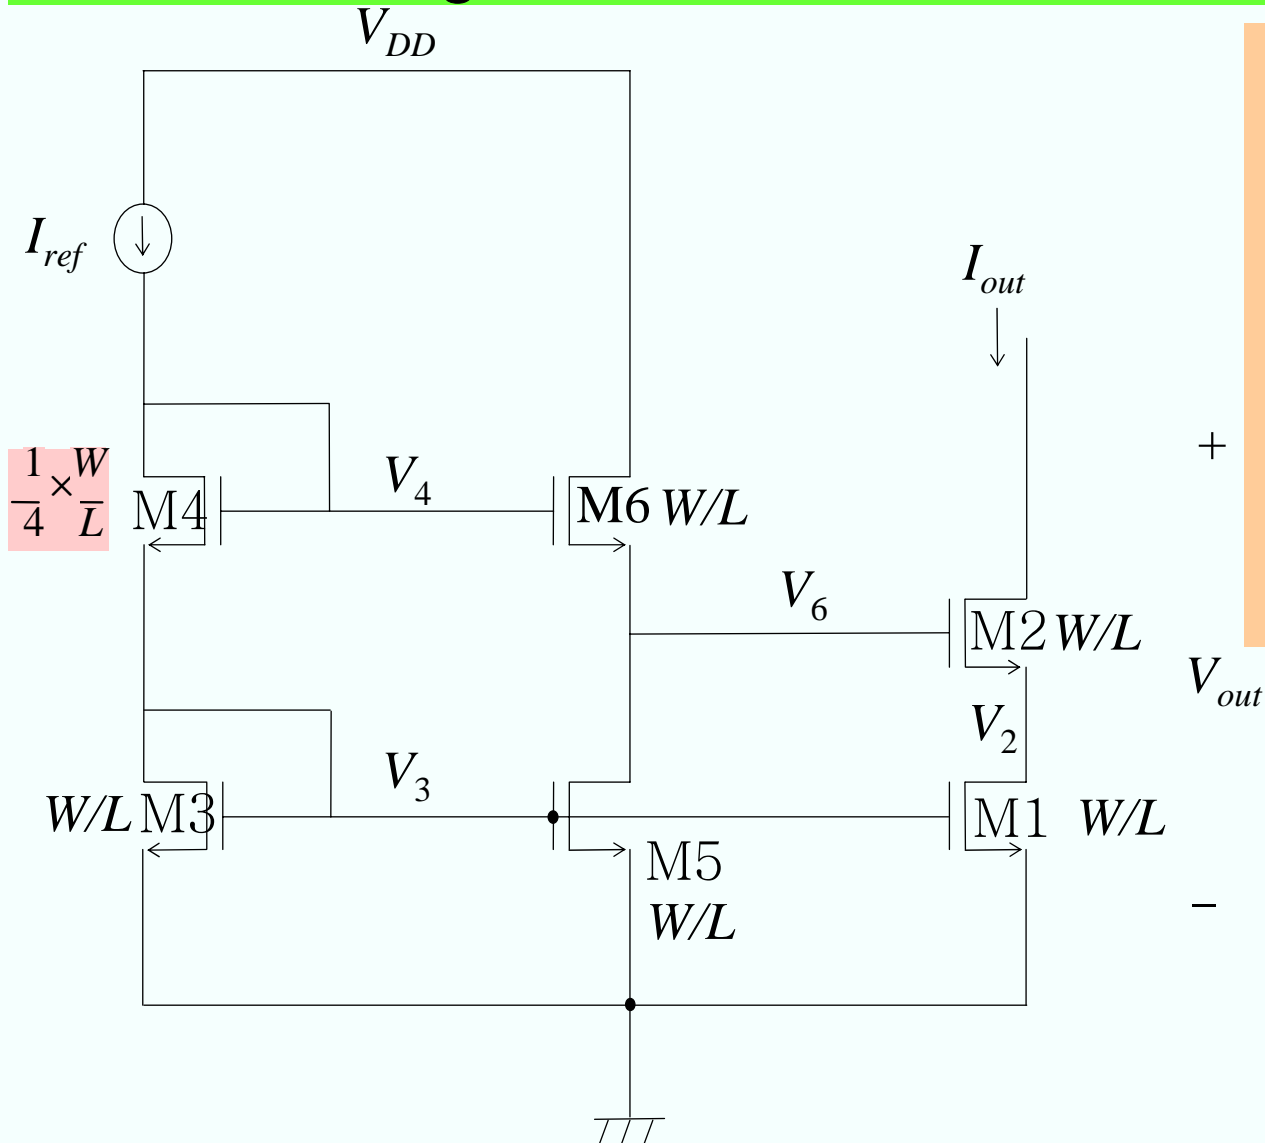 V_DD
I_ref
I_out
+
1/4 × W/L
M4
V_4
M6 W/L
V_6
M2 W/L
V_out
V_2
V_3
W/L M3
M1 W/L
M5
W/L
−